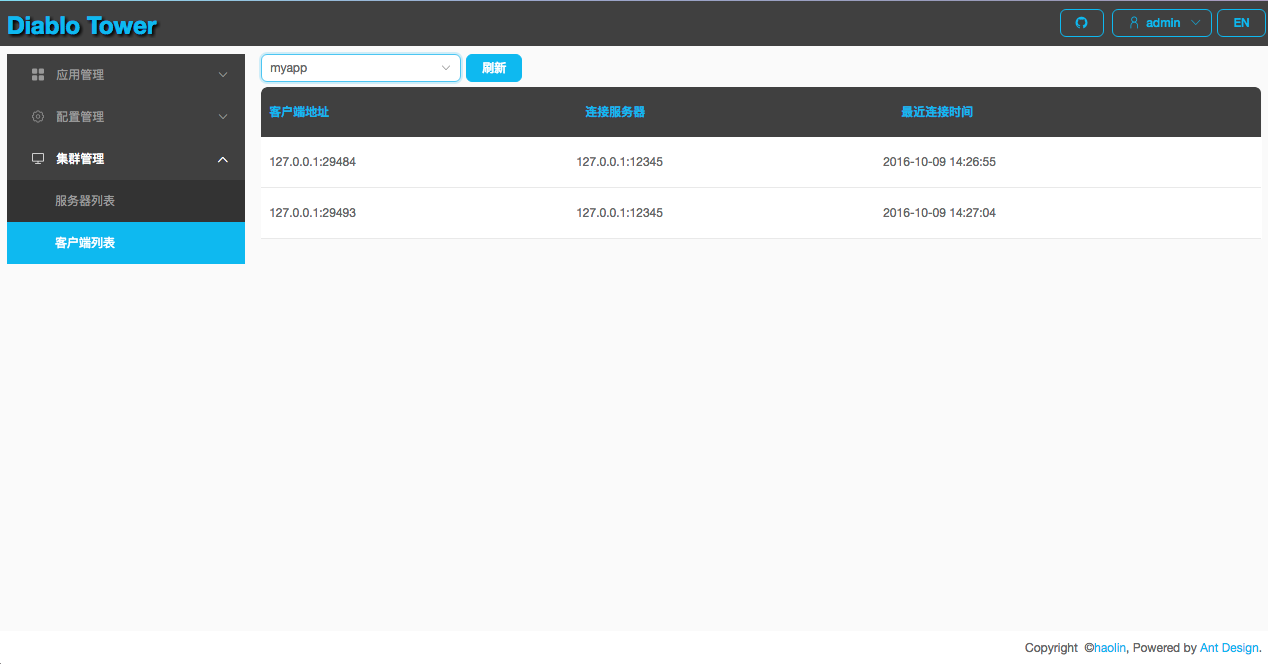 Diablo Tower
admin
EN
应用管理
配置管理
集群管理
服务器列表
客户端列表
myapp
刷新
客户端地址 连接服务器 最近连接时间
127.0.0.1:29484 127.0.0.1:12345 2016-10-09 14:26:55
127.0.0.1:29493 127.0.0.1:12345 2016-10-09 14:27:04
Copyright ©haolin, Powered by Ant Design.